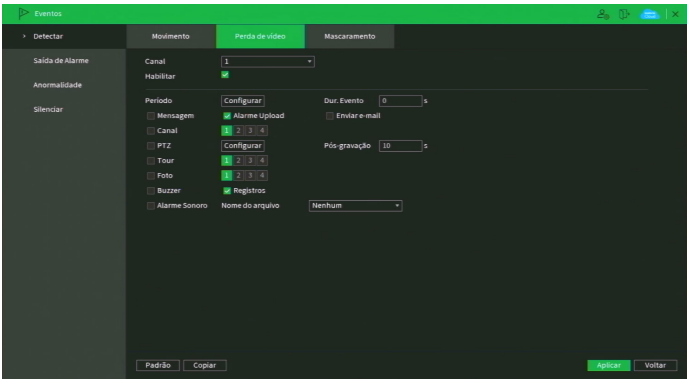 Eventos
> Detectar
Movimento Perda de vídeo Mascaramento
Saída de Alarme
Anormalidade
Silenciar
Canal 1
Habilitar
Período Configurar Dur. Evento 0 s
Mensagem Alarme Upload Enviar e-mail
Canal 1 2 3 4
PTZ Configurar Pós-gravação 10 s
Tour 1 2 3 4
Foto 1 2 3 4
Buzzer Registros
Alarme Sonoro Nome do arquivo Nenhum
Padrão Copiar Aplicar Voltar